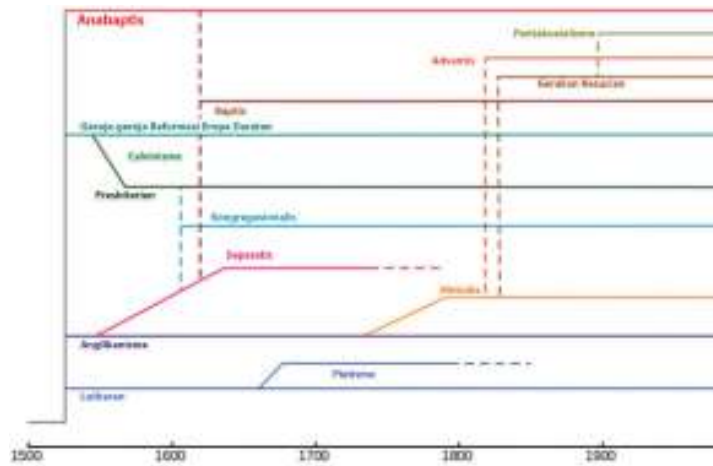 Anabaptis
Pentakostalisme
Adventis
Gerakan Kesucian
Baptis
Gereja-gereja Reformasi Eropa Daratan
Calvinisme
Presbiterian
Kongregasionalis
Separatis
Metodis
Anglikanisme
Pietisme
Lutheran
1500 1600 1700 1800 1900